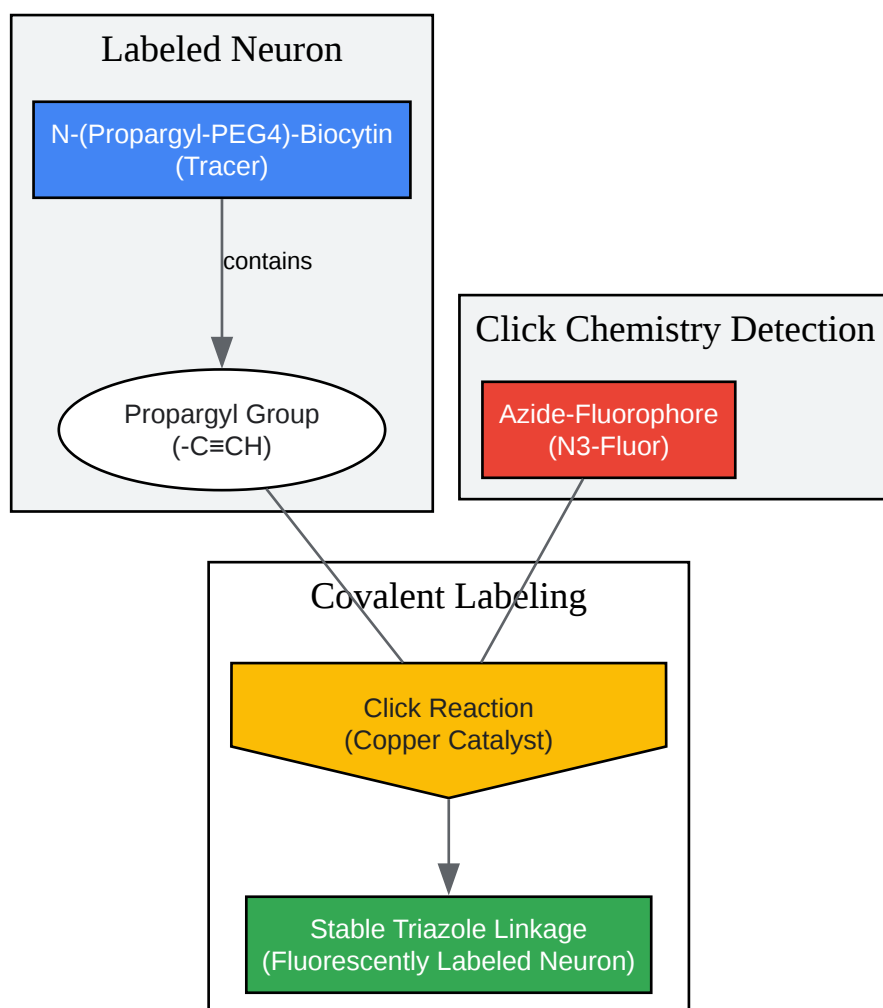 Labeled Neuron
N-(Propargyl-PEG4)-Biocytin
(Tracer)
contains
Propargyl Group
(-C≡CH)
Click Chemistry Detection
Azide-Fluorophore
(N3-Fluor)
Covalent Labeling
Click Reaction
(Copper Catalyst)
Stable Triazole Linkage
(Fluorescently Labeled Neuron)